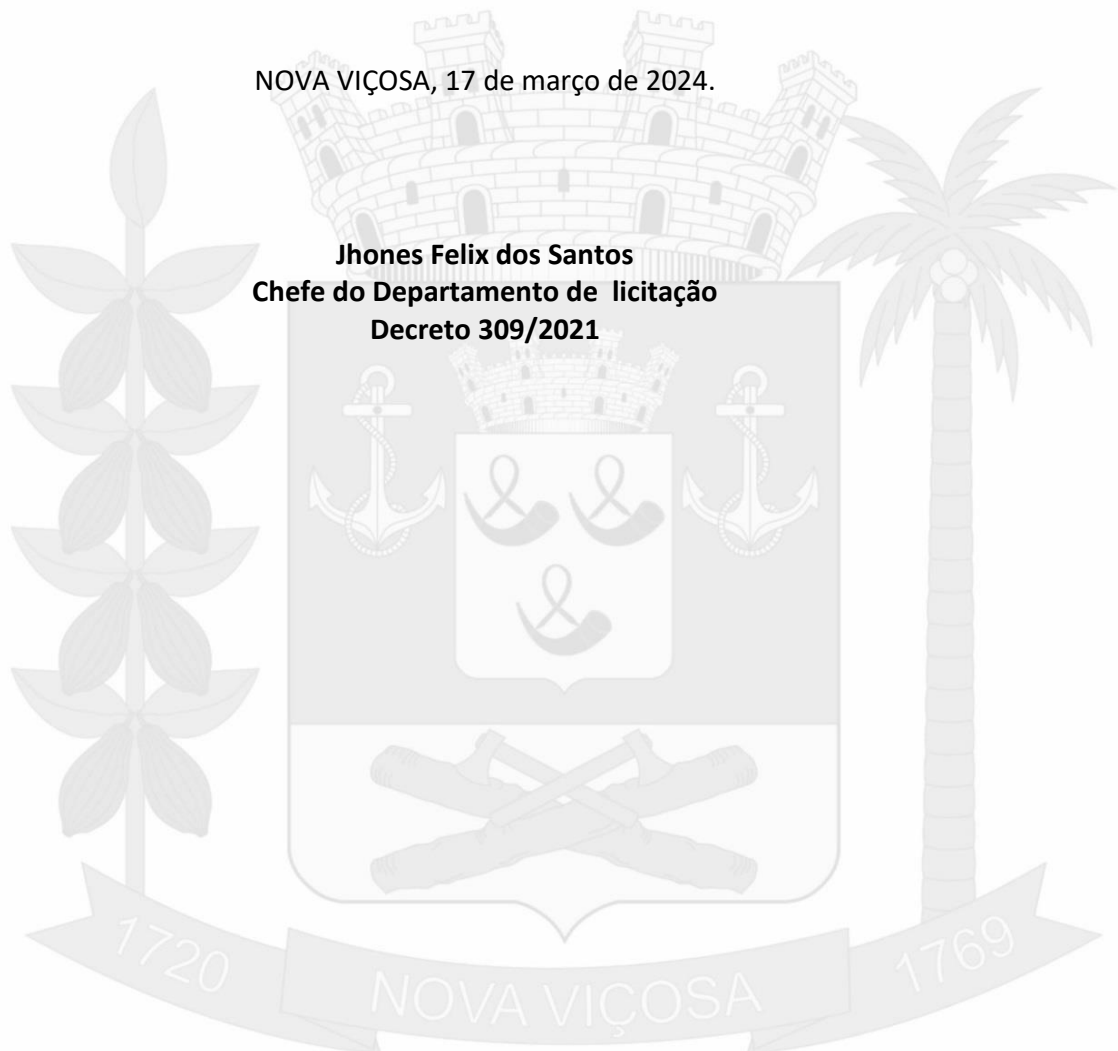 NOVA VIÇOSA, 17 de março de 2024.
Jhones Felix dos Santos
Chefe do Departamento de licitação
Decreto 309/2021
1720
NOVA VIÇOSA
1769